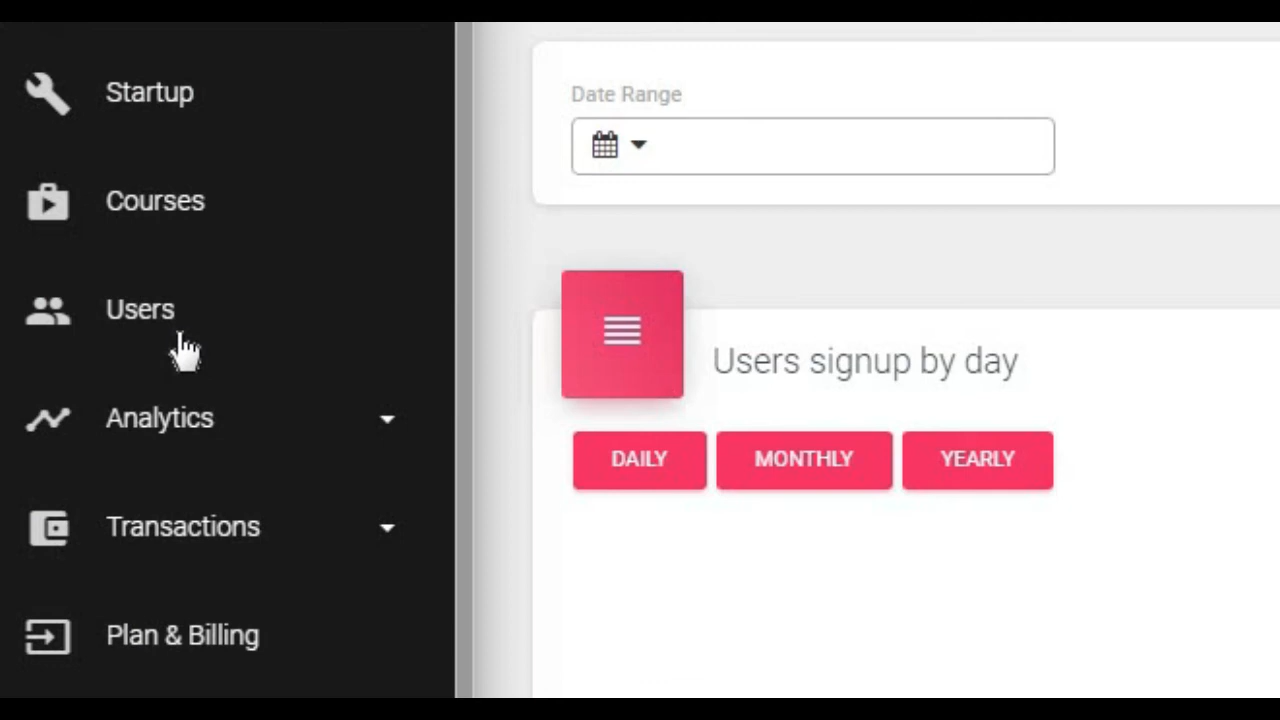 Startup
Courses
Users
Analytics
Transactions
Plan & Billing
Date Range
Users signup by day
DAILY
MONTHLY
YEARLY